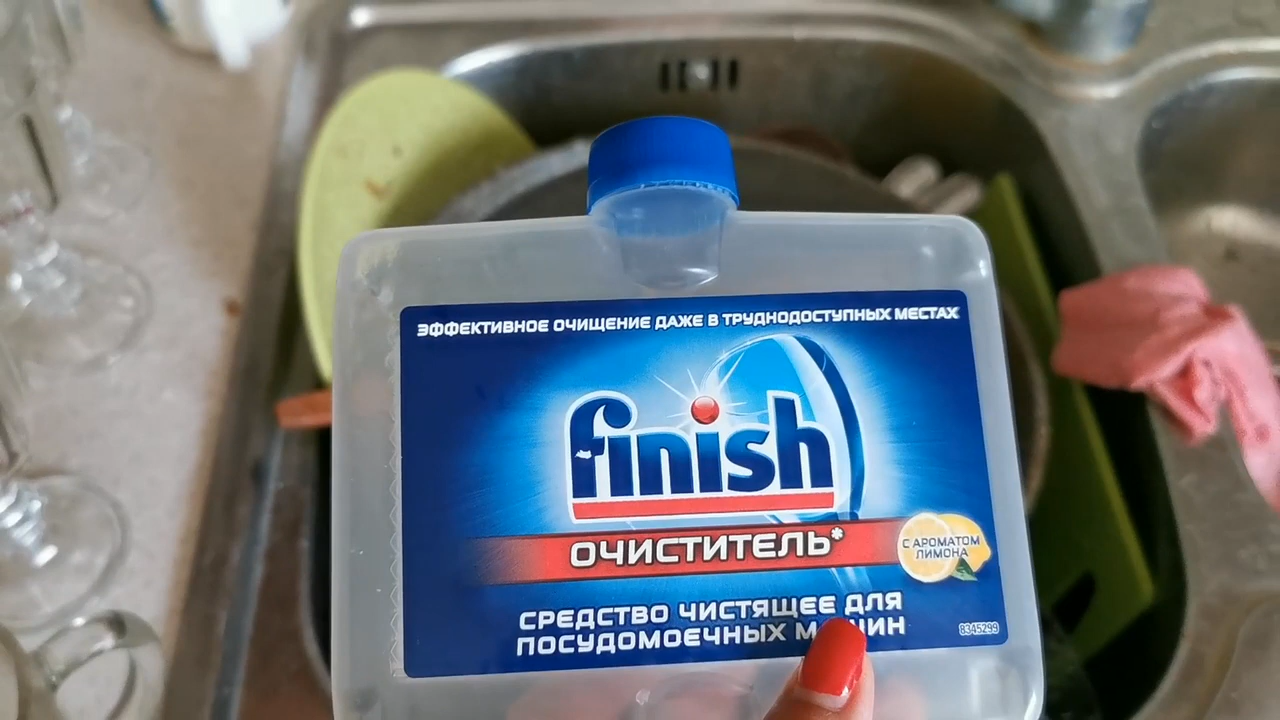 ЭФФЕКТИВНОЕ ОЧИЩЕНИЕ ДАЖЕ В ТРУДНОДОСТУПНЫХ МЕСТАХ
finish
ОЧИСТИТЕЛЬ*
С АРОМАТОМ
ЛИМОНА
СРЕДСТВО ЧИСТЯЩЕЕ ДЛЯ
ПОСУДОМОЕЧНЫХ
8345299